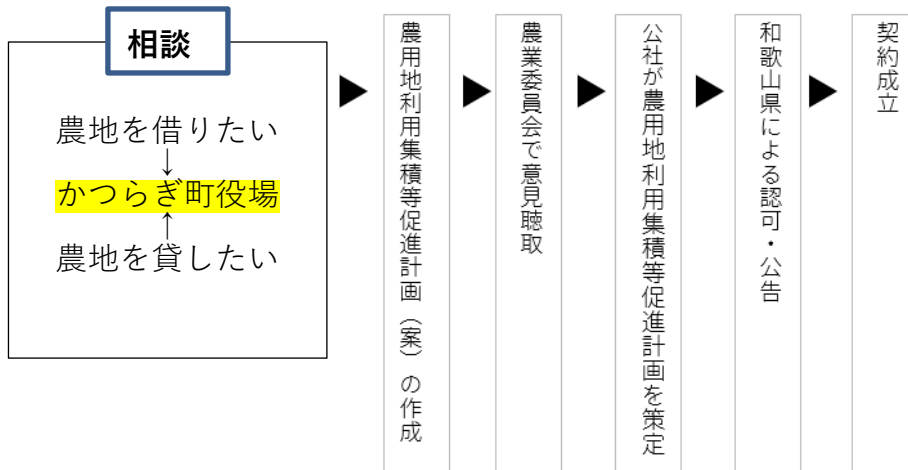 相談
農地を借りたい
↓
かつらぎ町役場
↑
農地を貸したい
▶
農用地利用集積等促進計画（案）の作成
▶
農業委員会で意見聴取
▶
公社が農用地利用集積等促進計画を策定
▶
和歌山県による認可・公告
▶
契約成立